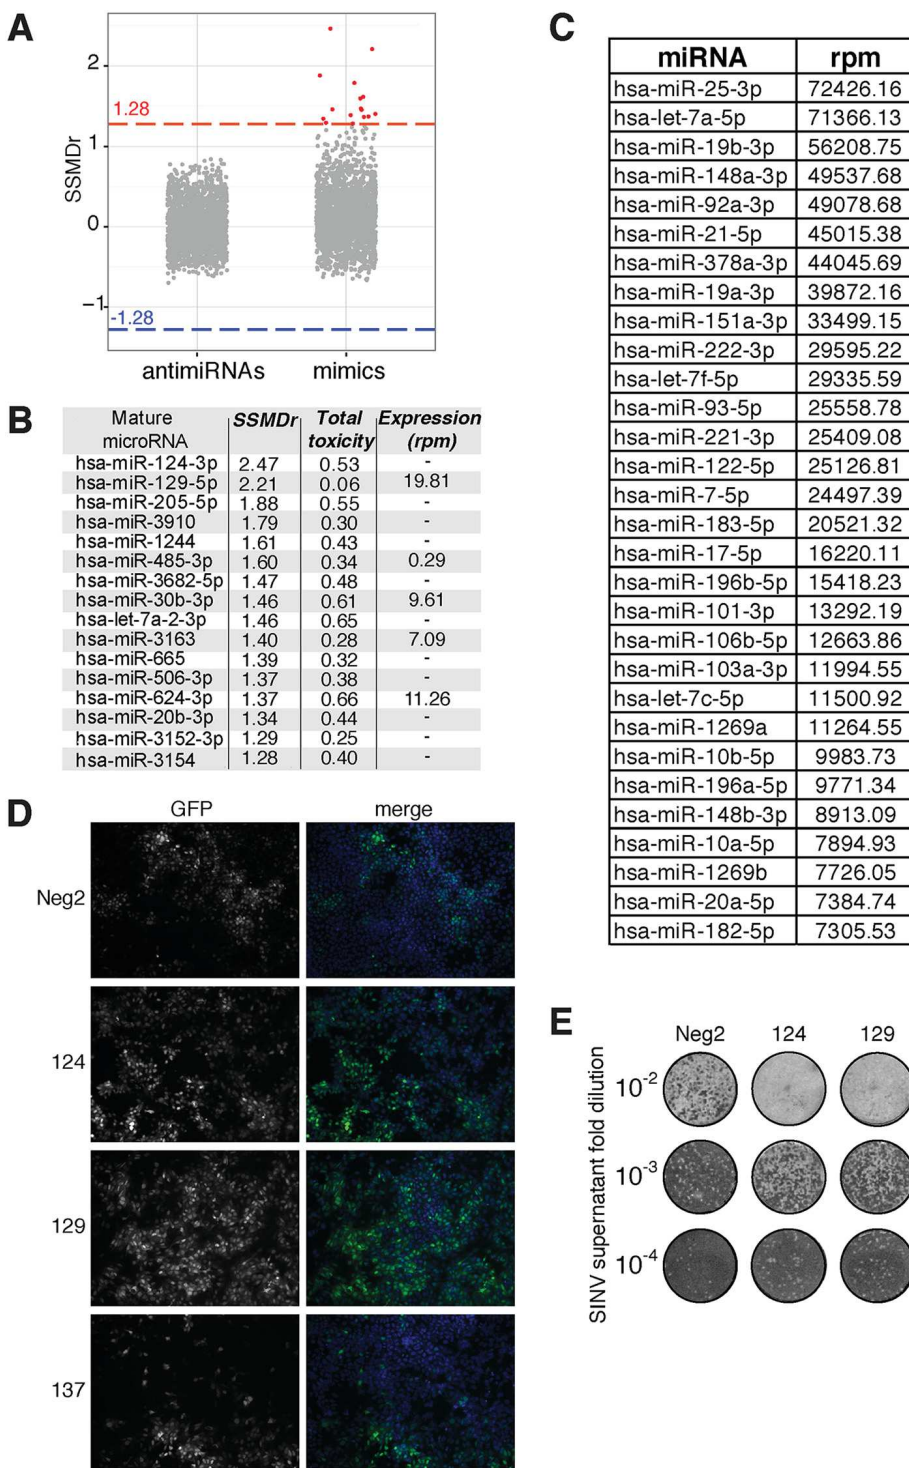 A
SSMDr
2
1.28
1
0
−1
-1.28
antimiRNAs mimics
B
Mature microRNA SSMDr Total toxicity Expression (rpm)
hsa-miR-124-3p 2.47 0.53 -
hsa-miR-129-5p 2.21 0.06 19.81
hsa-miR-205-5p 1.88 0.55 -
hsa-miR-3910 1.79 0.30 -
hsa-miR-1244 1.61 0.43 -
hsa-miR-485-3p 1.60 0.34 0.29
hsa-miR-3682-5p 1.47 0.48 -
hsa-miR-30b-3p 1.46 0.61 9.61
hsa-let-7a-2-3p 1.46 0.65 -
hsa-miR-3163 1.40 0.28 7.09
hsa-miR-665 1.39 0.32 -
hsa-miR-506-3p 1.37 0.38 -
hsa-miR-624-3p 1.37 0.66 11.26
hsa-miR-20b-3p 1.34 0.44 -
hsa-miR-3152-3p 1.29 0.25 -
hsa-miR-3154 1.28 0.40 -
C
miRNA rpm
hsa-miR-25-3p 72426.16
hsa-let-7a-5p 71366.13
hsa-miR-19b-3p 56208.75
hsa-miR-148a-3p 49537.68
hsa-miR-92a-3p 49078.68
hsa-miR-21-5p 45015.38
hsa-miR-378a-3p 44045.69
hsa-miR-19a-3p 39872.16
hsa-miR-151a-3p 33499.15
hsa-miR-222-3p 29595.22
hsa-let-7f-5p 29335.59
hsa-miR-93-5p 25558.78
hsa-miR-221-3p 25409.08
hsa-miR-122-5p 25126.81
hsa-miR-7-5p 24497.39
hsa-miR-183-5p 20521.32
hsa-miR-17-5p 16220.11
hsa-miR-196b-5p 15418.23
hsa-miR-101-3p 13292.19
hsa-miR-106b-5p 12663.86
hsa-miR-103a-3p 11994.55
hsa-let-7c-5p 11500.92
hsa-miR-1269a 11264.55
hsa-miR-10b-5p 9983.73
hsa-miR-196a-5p 9771.34
hsa-miR-148b-3p 8913.09
hsa-miR-10a-5p 7894.93
hsa-miR-1269b 7726.05
hsa-miR-20a-5p 7384.74
hsa-miR-182-5p 7305.53
D
GFP merge
Neg2
124
129
137
E
Neg2 124 129
SINV supernatant fold dilution
10-2
10-3
10-4